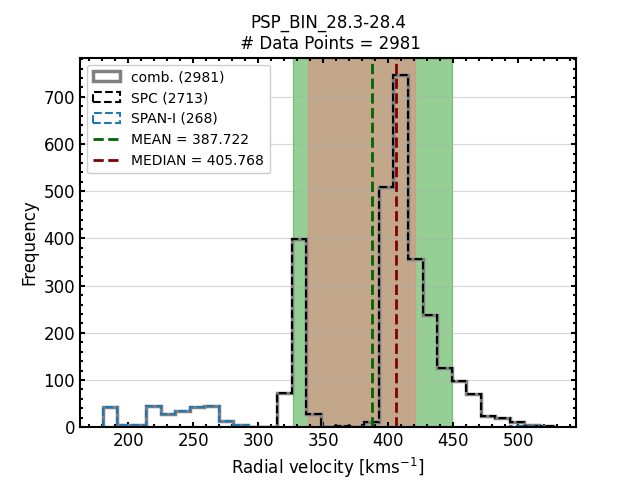 PSP_BIN_28.3-28.4
# Data Points = 2981
comb. (2981)
SPC (2713)
SPAN-I (268)
MEAN = 387.722
MEDIAN = 405.768
Frequency
700
600
500
400
300
200
100
0
200 250 300 350 400 450 500
Radial velocity [kms⁻¹]